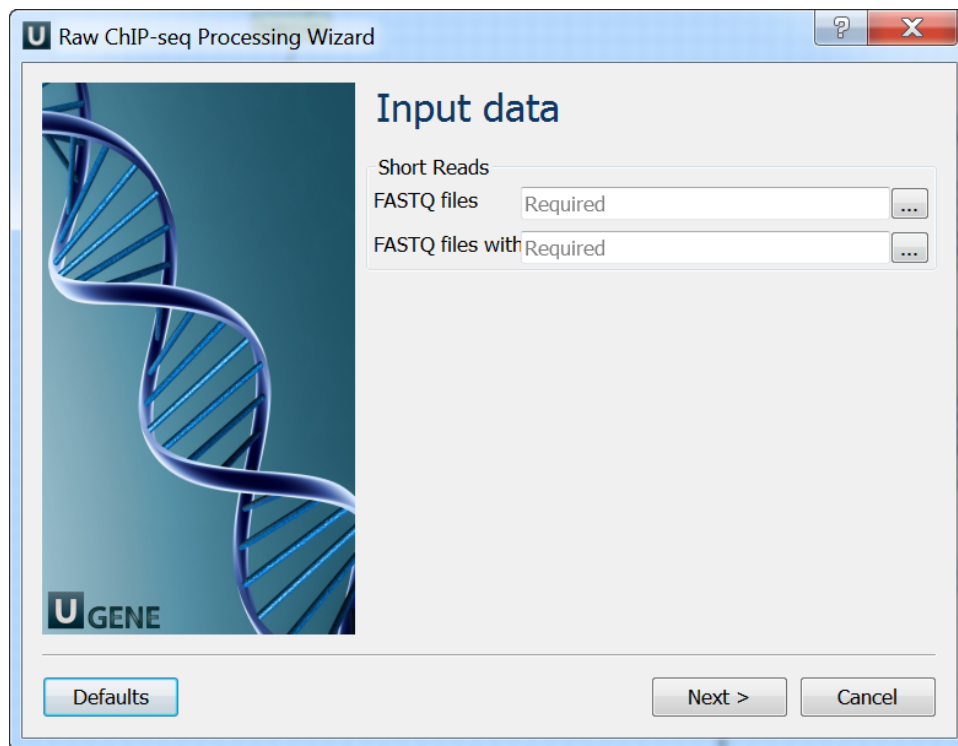 U Raw ChIP-seq Processing Wizard
Input data
Short Reads
FASTQ files Required ...
FASTQ files with Required ...
U GENE
Defaults Next > Cancel